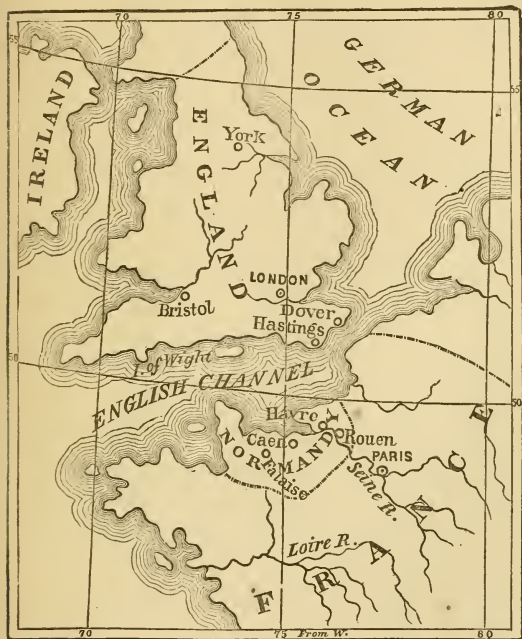 70 75 80
55
55
GERMAN
OCEAN
IRELAND
ENGLAND
York
LONDON
Bristol
Dover
Hastings
50
I. of Wight
ENGLISH CHANNEL
50
Havre
Caen
Rouen
NORMANDY
Falaise
PARIS
Seine R.
Loire R.
FRANCE
70 75 From W. 80